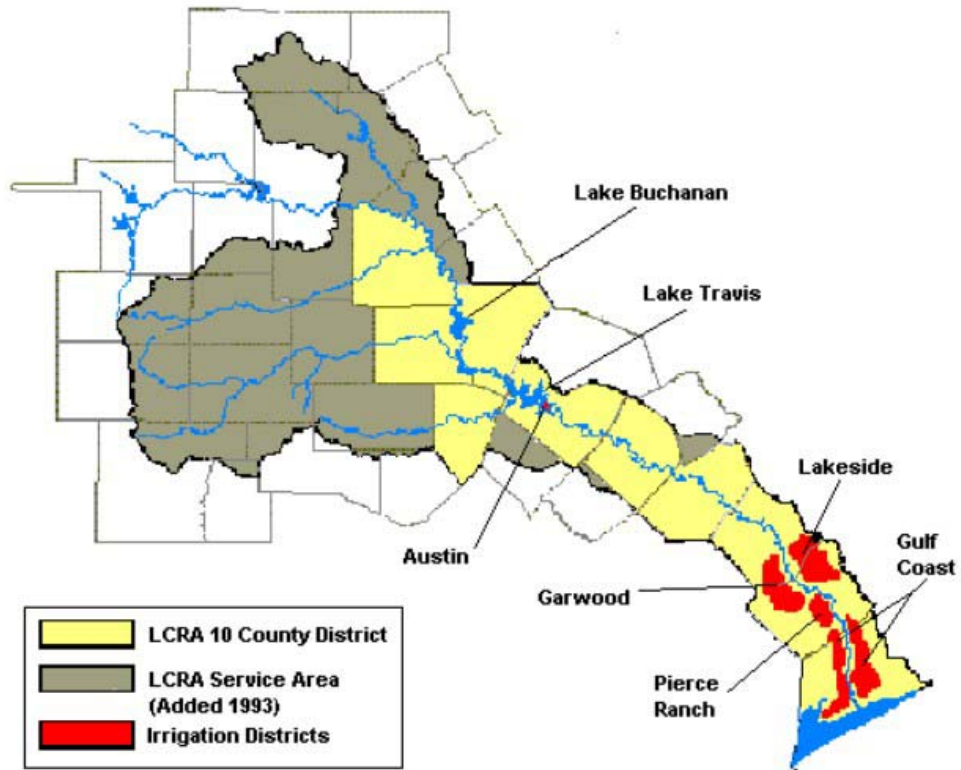 Lake Buchanan
Lake Travis
Lakeside
Gulf
Coast
Austin
Garwood
Pierce
Ranch
LCRA 10 County District
LCRA Service Area
(Added 1993)
Irrigation Districts